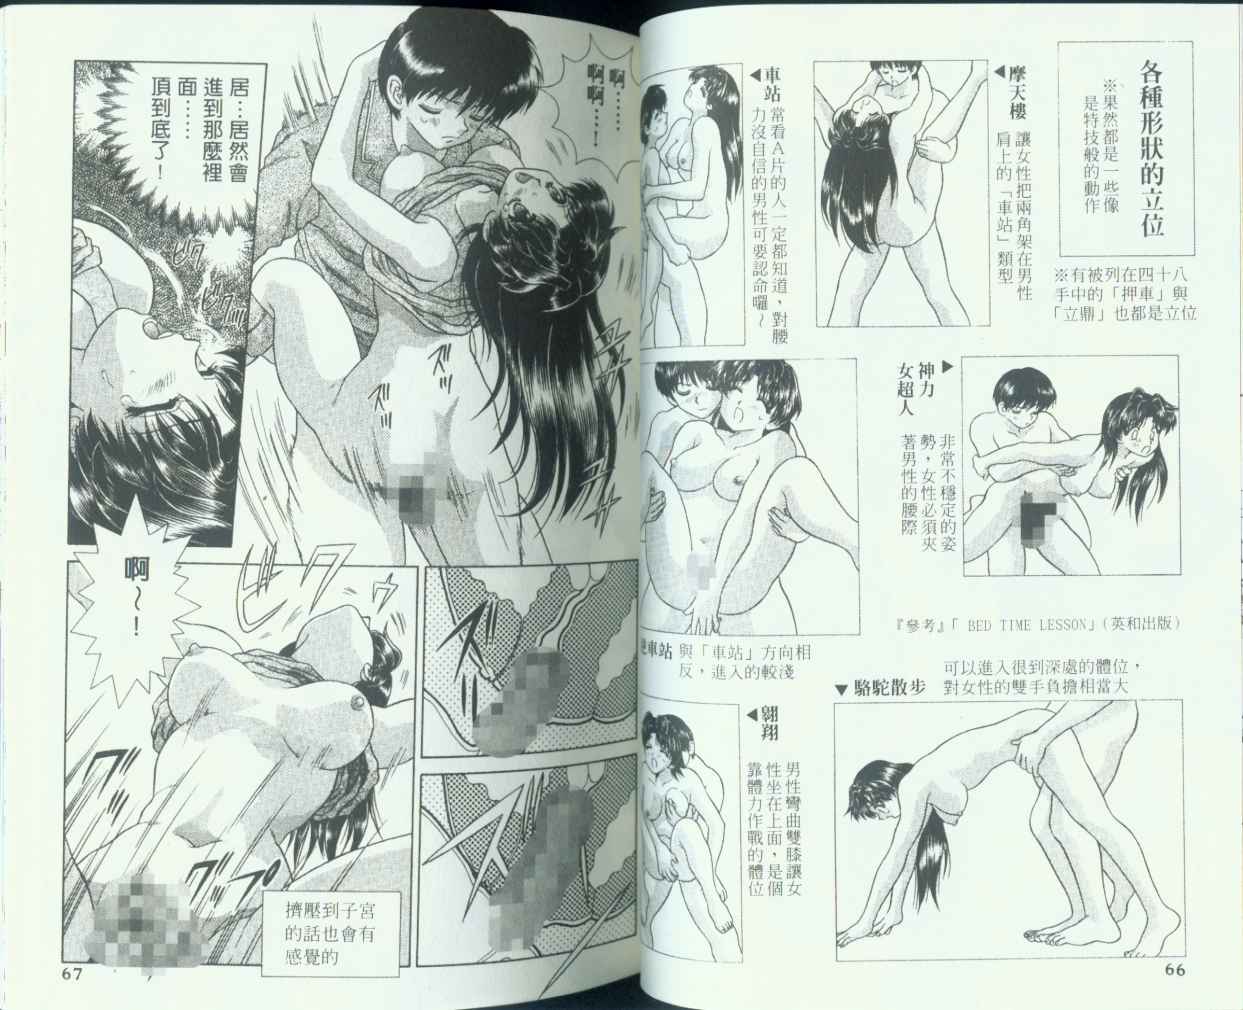 各種形狀的立位
※果然都是一些像
是特技般的動作
※有被列在四十八
手中的「押車」與
「立鼎」也都是立位
◀摩天樓
讓女性把兩角架在男性
肩上的「車站」類型
◀車站
常看A片的人一定都知道，對腰
力沒自信的男性可要認命囉～
▶神力
女超人
非常不穩定的姿
勢，女性必須夾
著男性的腰際
車站
與「車站」方向相
反，進入的較淺
『參考』「BED TIME LESSON」(英和出版)
▼駱駝散步
可以進入很到深處的體位，
對女性的雙手負擔相當大
◀翱翔
男性彎曲雙膝讓女
性坐在上面，是個
靠體力作戰的體位
66
啊……
啊啊……！
居…居然會
進到那麼裡
面……
頂到底了！
ビク
ビク
啊～！
擠壓到子宮
的話也會有
感覺的
67